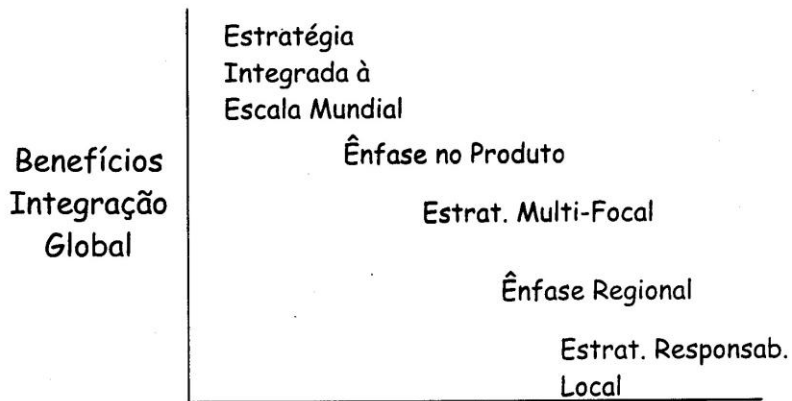 Estratégia
Integrada à
Escala Mundial
Benefícios
Integração
Global
Ênfase no Produto
Estrat. Multi-Focal
Ênfase Regional
Estrat. Responsab.
Local